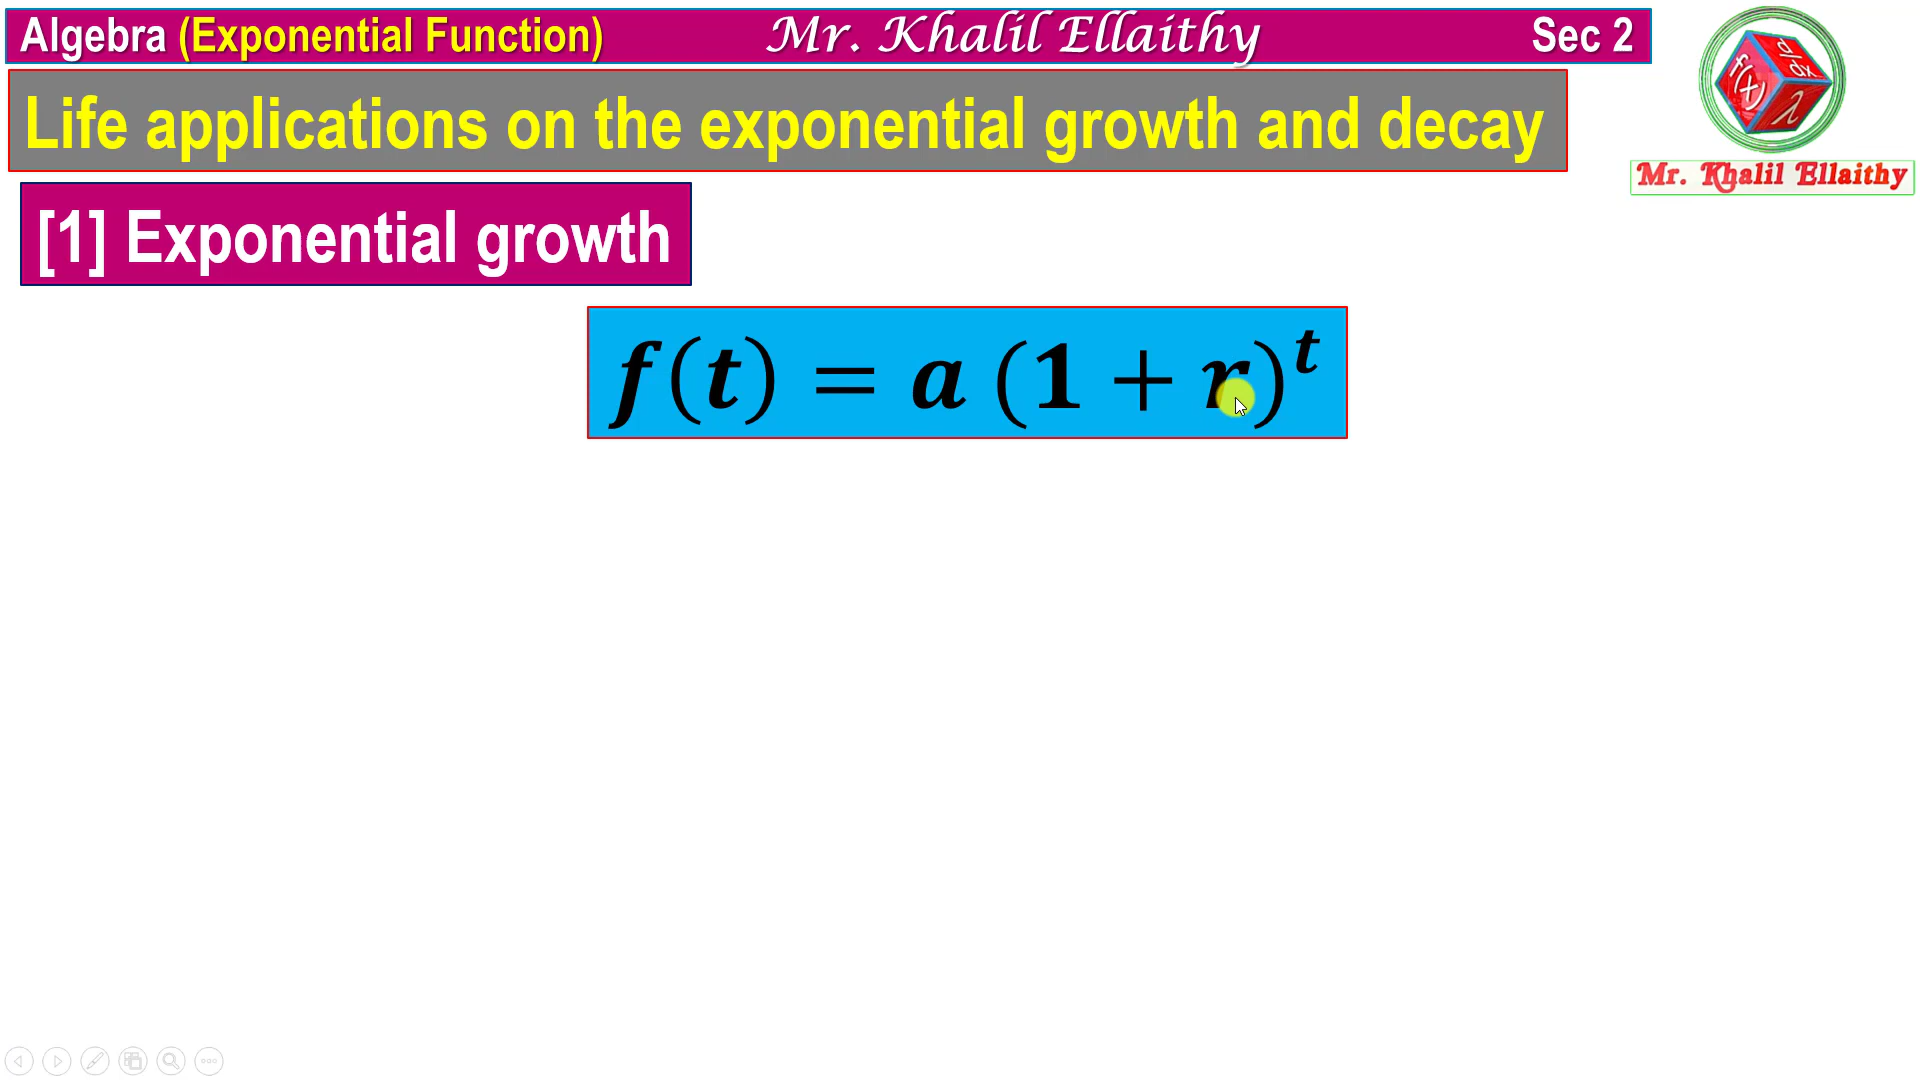 Algebra (Exponential Function) Mr. Khalil Ellaithy Sec 2
Life applications on the exponential growth and decay
f(x) d/dx λ
Mr. Khalil Ellaithy
[1] Exponential growth
f(t) = a (1 + r)^t